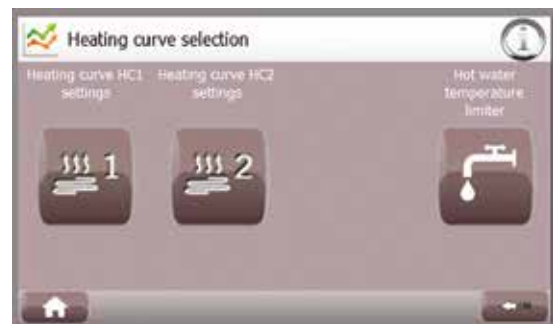 Heating curve selection
Heating curve HC1
settings
Heating curve HC2
settings
Hot water
temperature
limiter
1
2